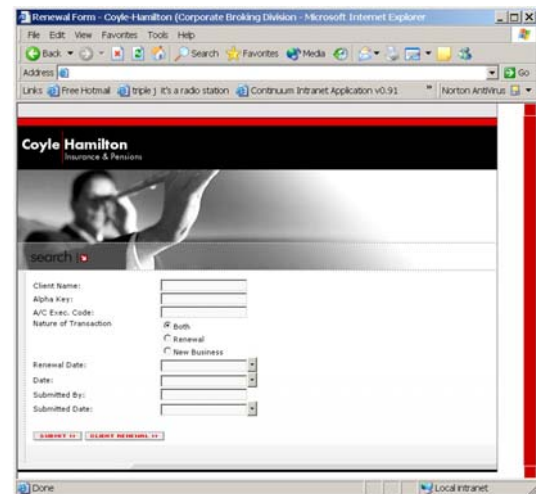 Renewal Form - Coyle-Hamilton (Corporate Broking Division - Microsoft Internet Explorer
File Edit View Favorites Tools Help
Back Search Favorites Media
Address Go
Links Free Hotmail triple j it's a radio station Continuum Intranet Application v0.91 » Norton AntiVirus
Coyle Hamilton
Insurance & Pensions
search
Client Name:
Alpha Key:
A/C Exec. Code:
Nature of Transaction Both
Renewal
New Business
Renewal Date:
Date:
Submitted By:
Submitted Date:
SUBMIT >> CLIENT RENEWAL >>
Done Local intranet